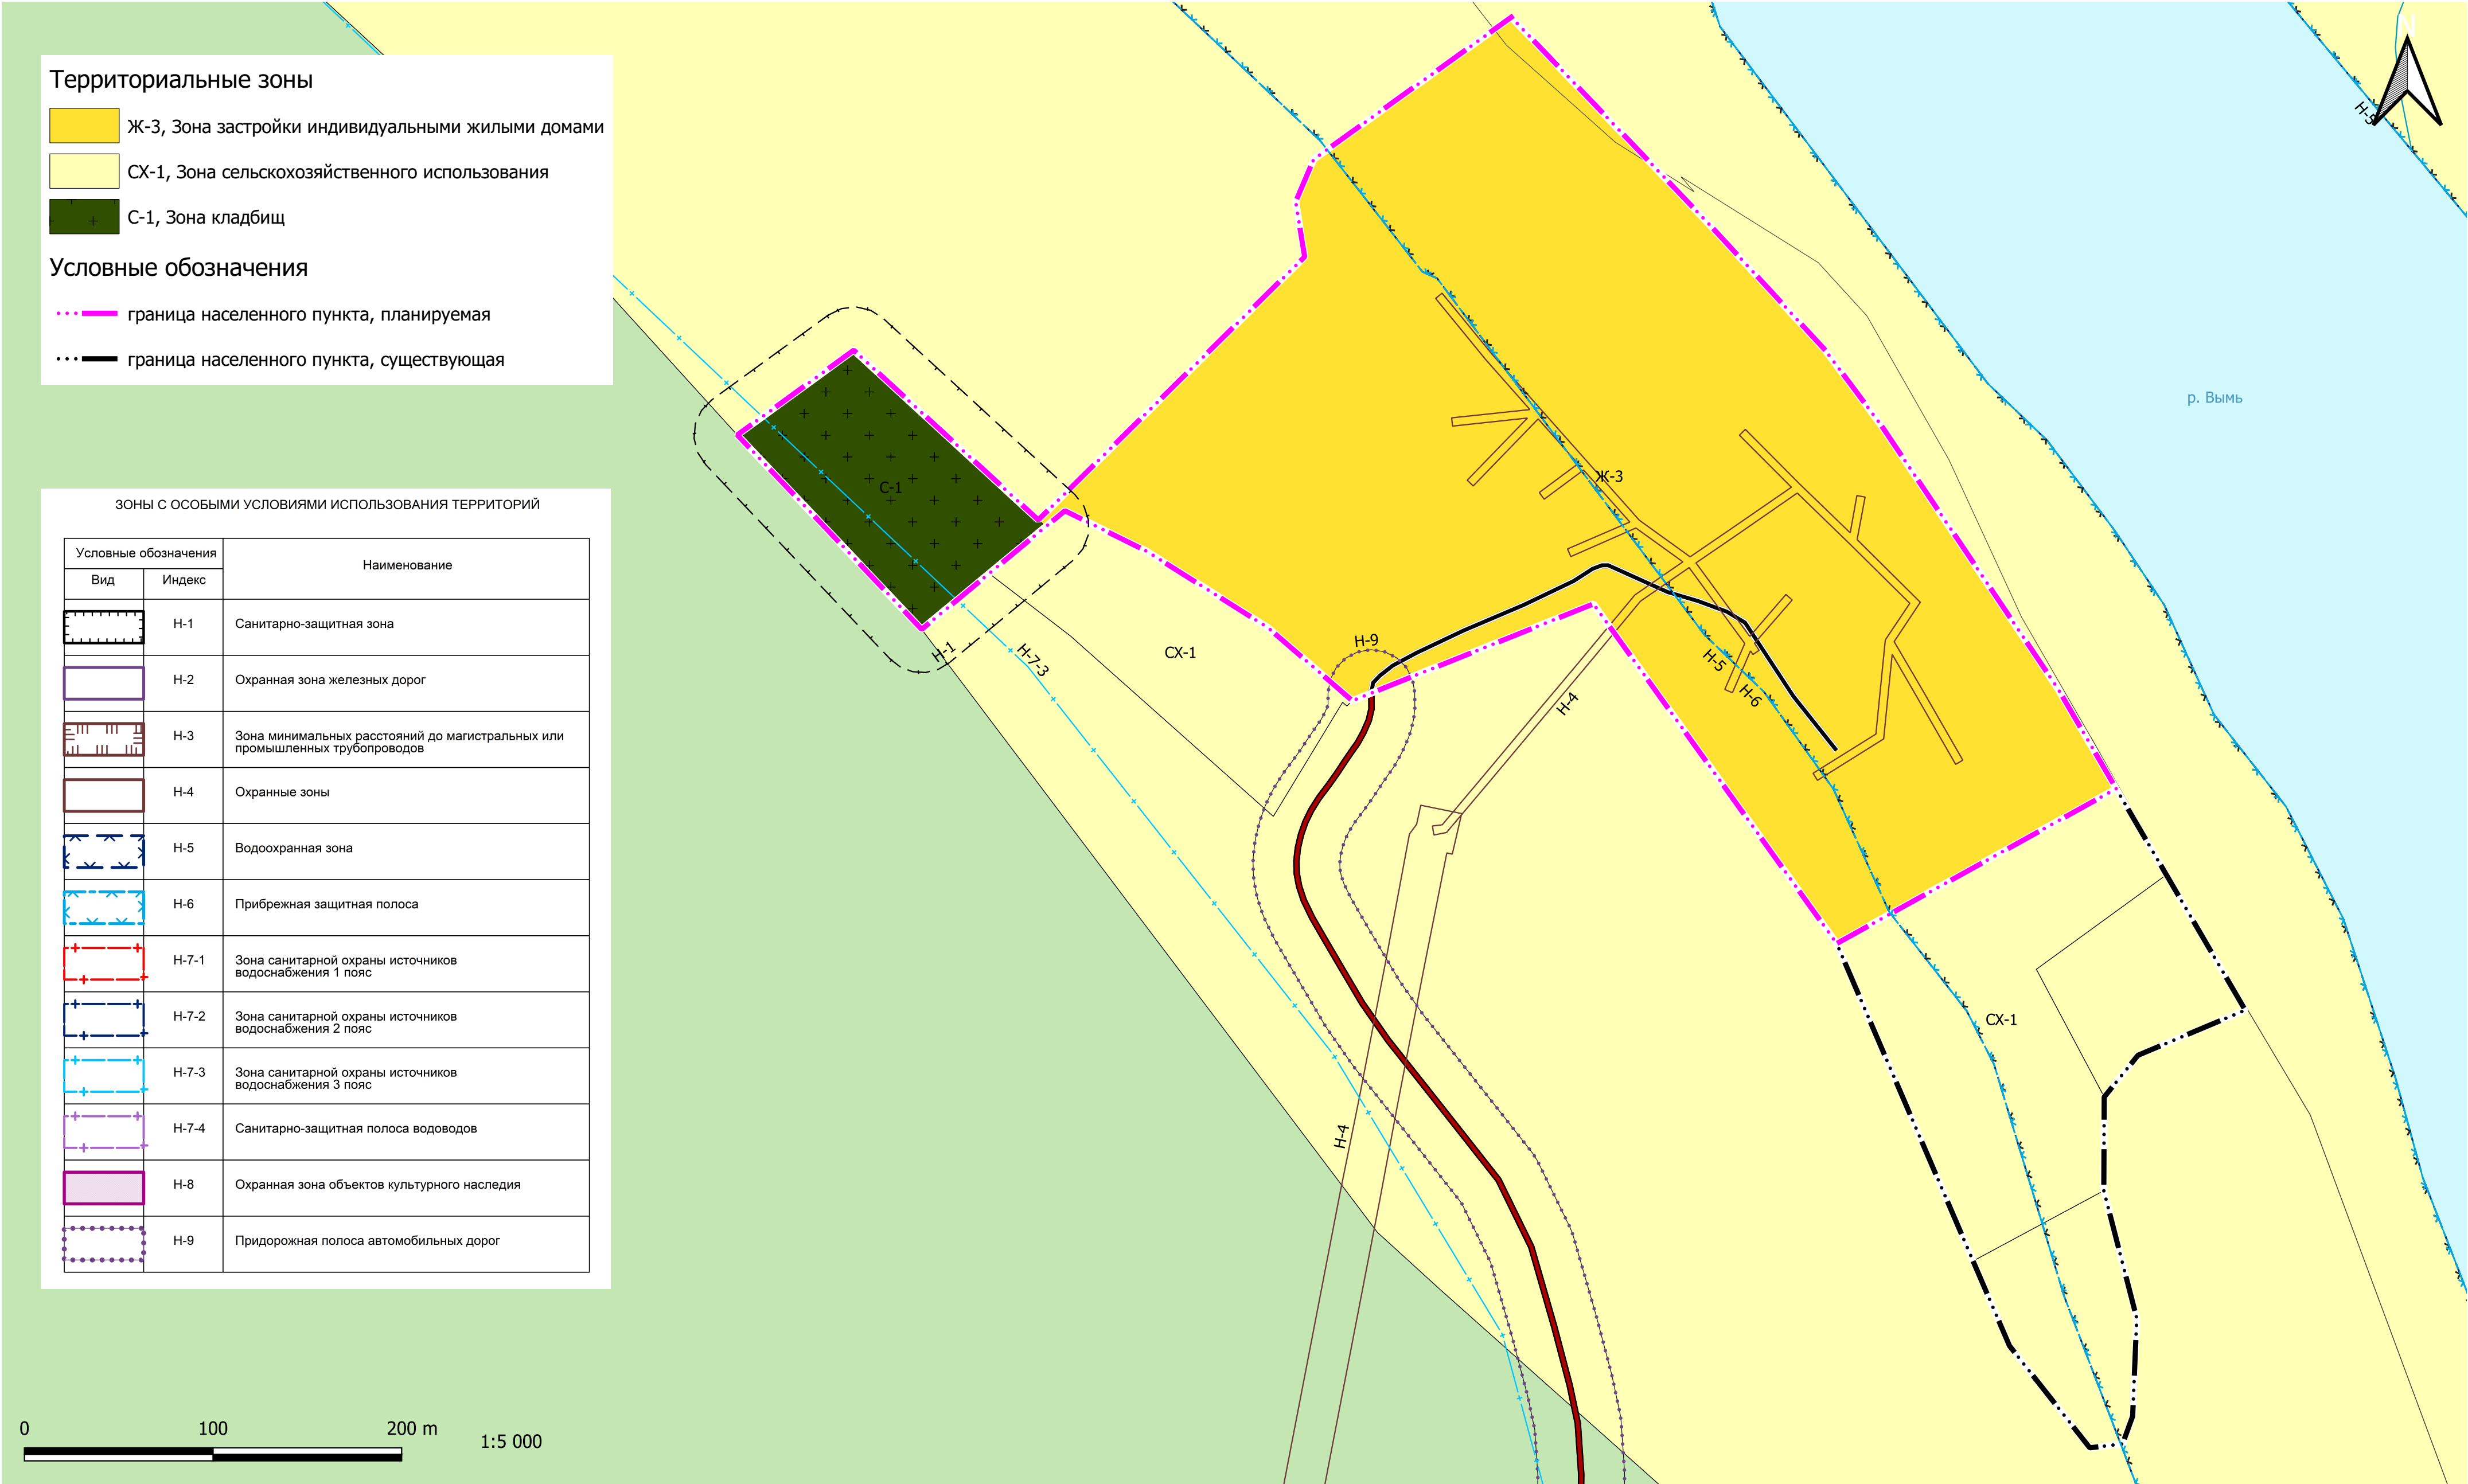 Территориальные зоны
Ж-3, Зона застройки индивидуальными жилыми домами
СХ-1, Зона сельскохозяйственного использования
С-1, Зона кладбищ
Условные обозначения
граница населенного пункта, планируемая
граница населенного пункта, существующая
ЗОНЫ С ОСОБЫМИ УСЛОВИЯМИ ИСПОЛЬЗОВАНИЯ ТЕРРИТОРИЙ
Условные обозначения
Наименование
Вид
Индекс
Н-1
Санитарно-защитная зона
Н-2
Охранная зона железных дорог
Н-3
Зона минимальных расстояний до магистральных или
промышленных трубопроводов
Н-4
Охранные зоны
Н-5
Водоохранная зона
Н-6
Прибрежная защитная полоса
Н-7-1
Зона санитарной охраны источников
водоснабжения 1 пояс
Н-7-2
Зона санитарной охраны источников
водоснабжения 2 пояс
Н-7-3
Зона санитарной охраны источников
водоснабжения 3 пояс
Н-7-4
Санитарно-защитная полоса водоводов
Н-8
Охранная зона объектов культурного наследия
Н-9
Придорожная полоса автомобильных дорог
0
100
200 m
1:5 000
N
Н-5
р. Вымь
Ж-3
С-1
Н-9
СХ-1
Н-1
Н-7-3
Н-5
Н-6
Н-4
СХ-1
Н-4